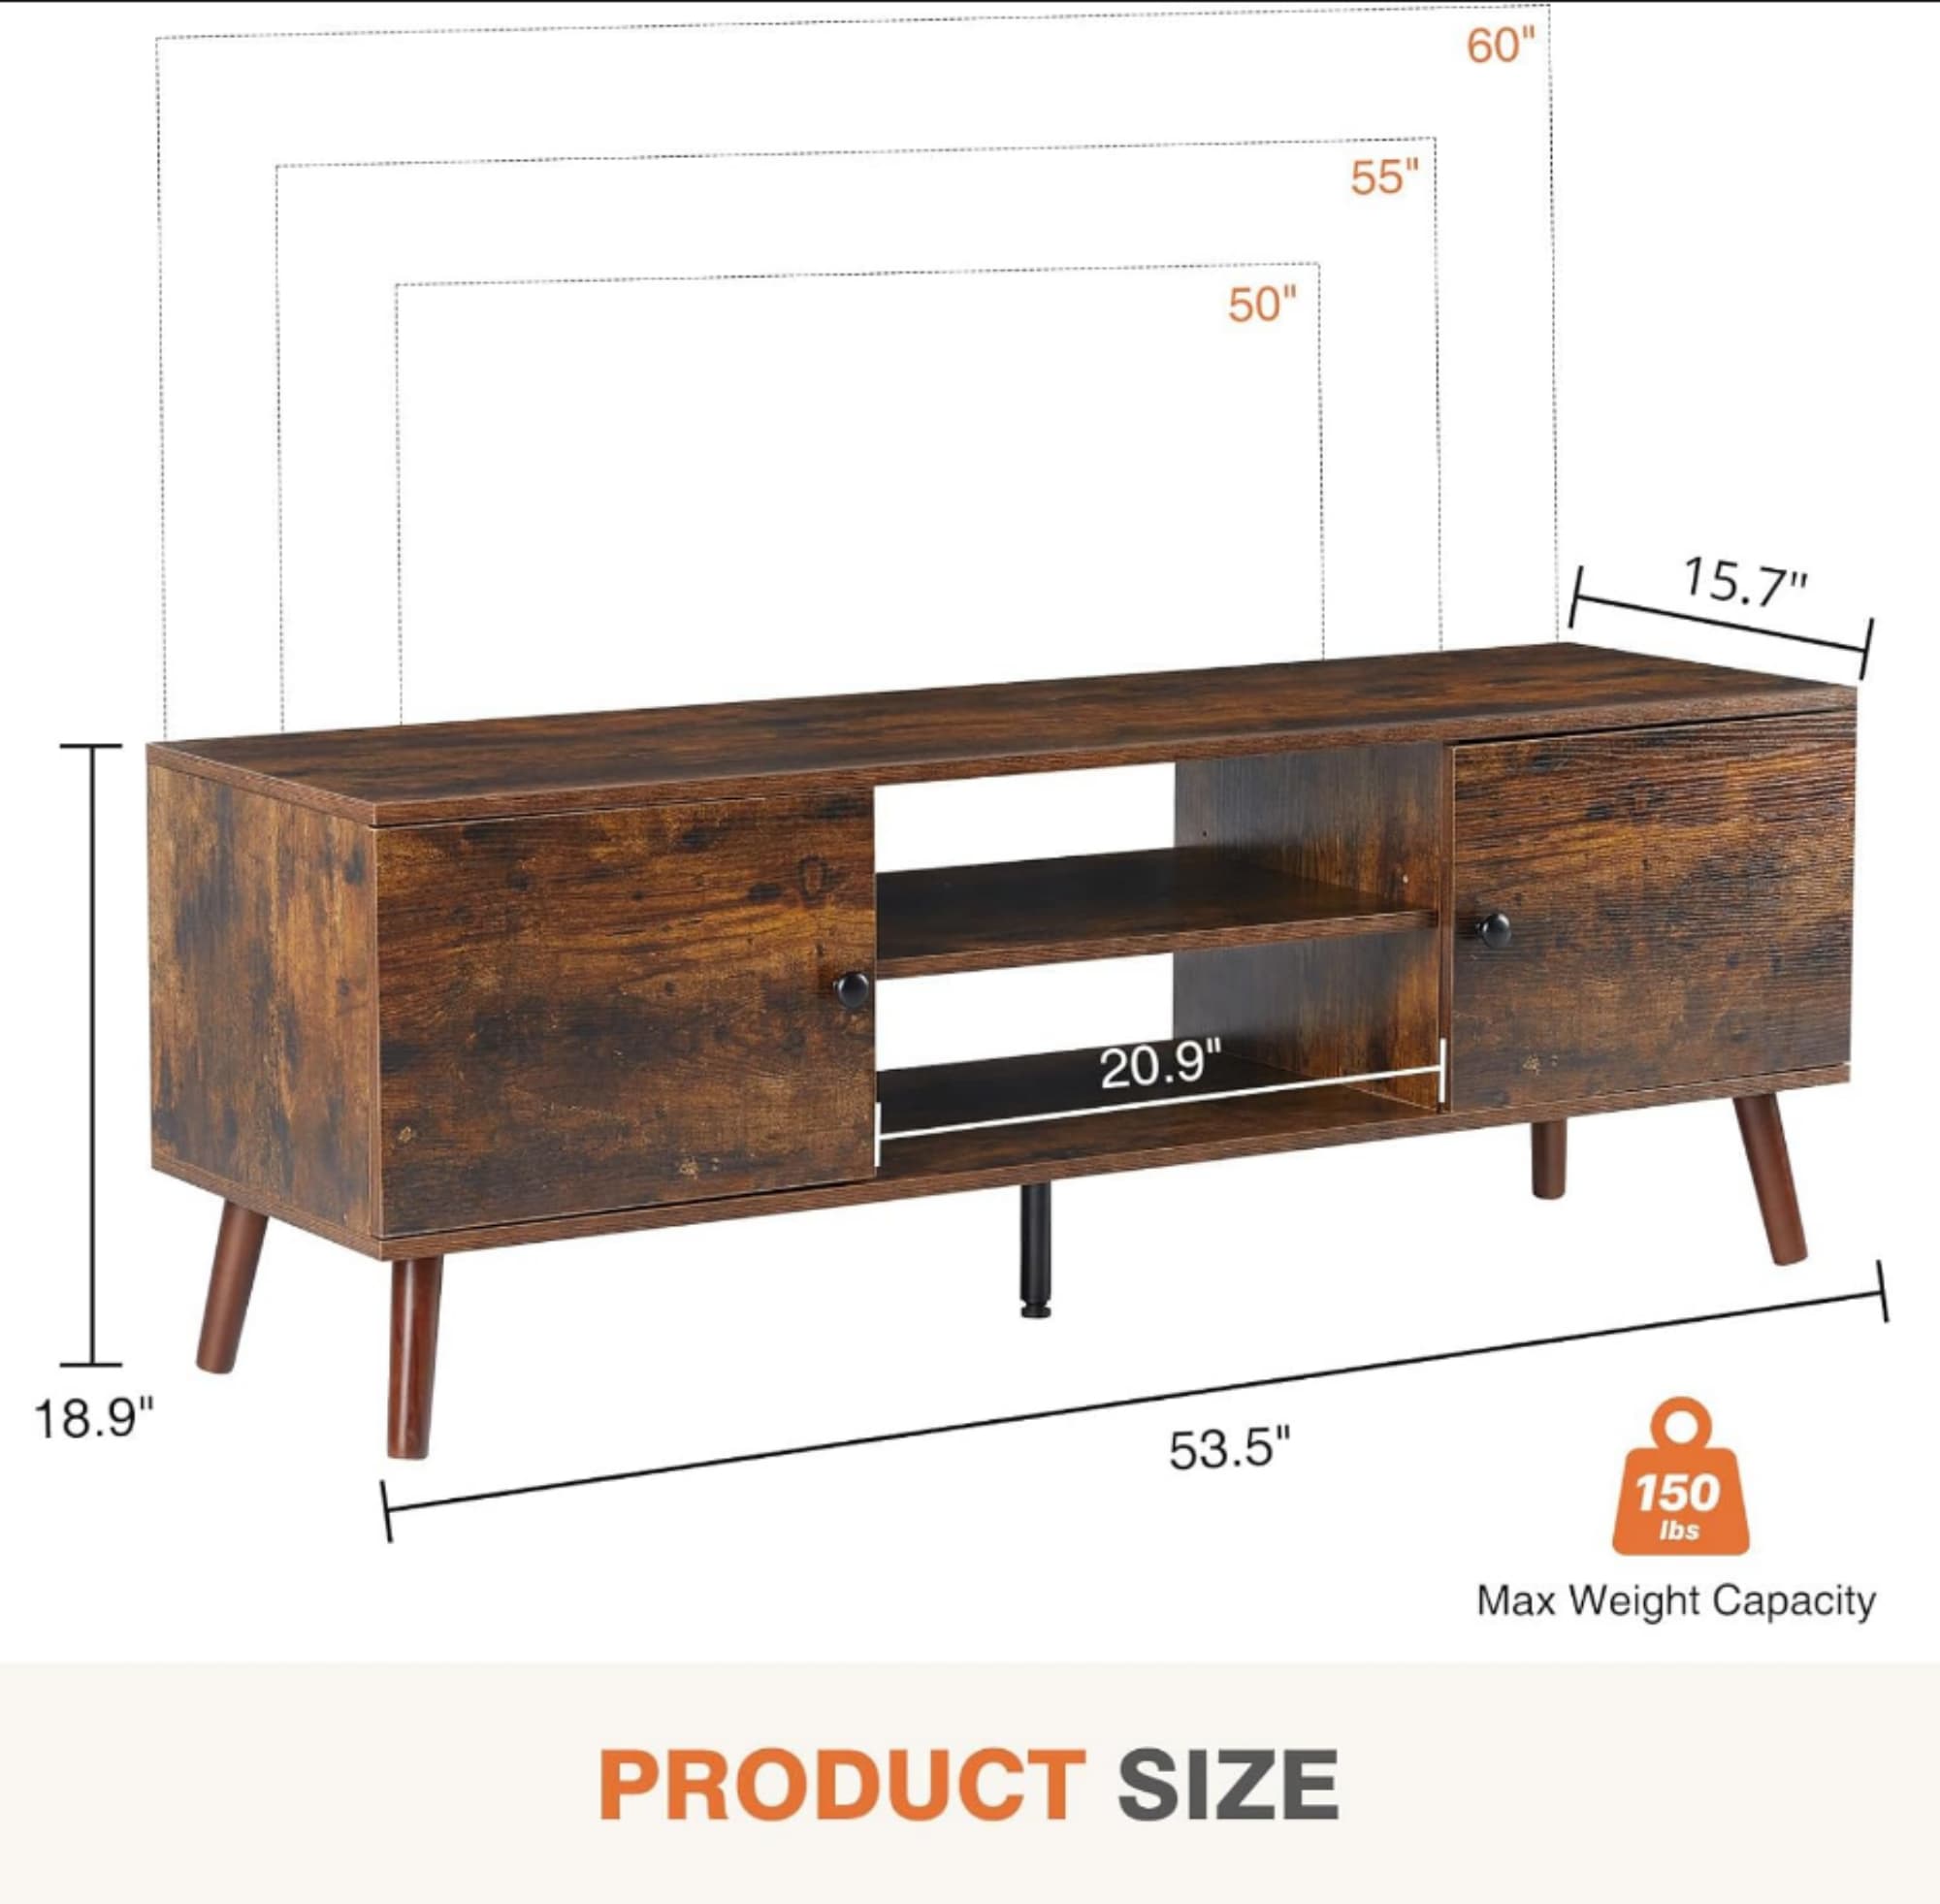 60"
55"
50"
15.7"
20.9"
18.9"
53.5"
150
lbs
Max Weight Capacity
PRODUCT SIZE